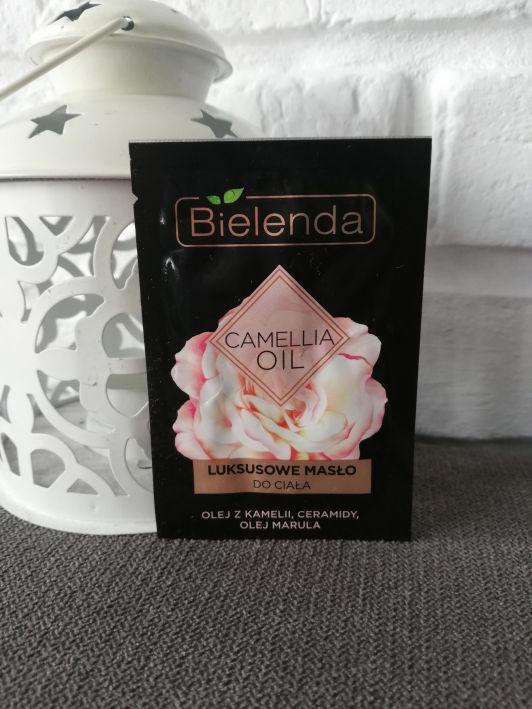 Bielenda
CAMELLIA
OIL
LUKSUSOWE MASŁO
DO CIAŁA
OLEJ Z KAMELII, CERAMIDY,
OLEJ MARULA